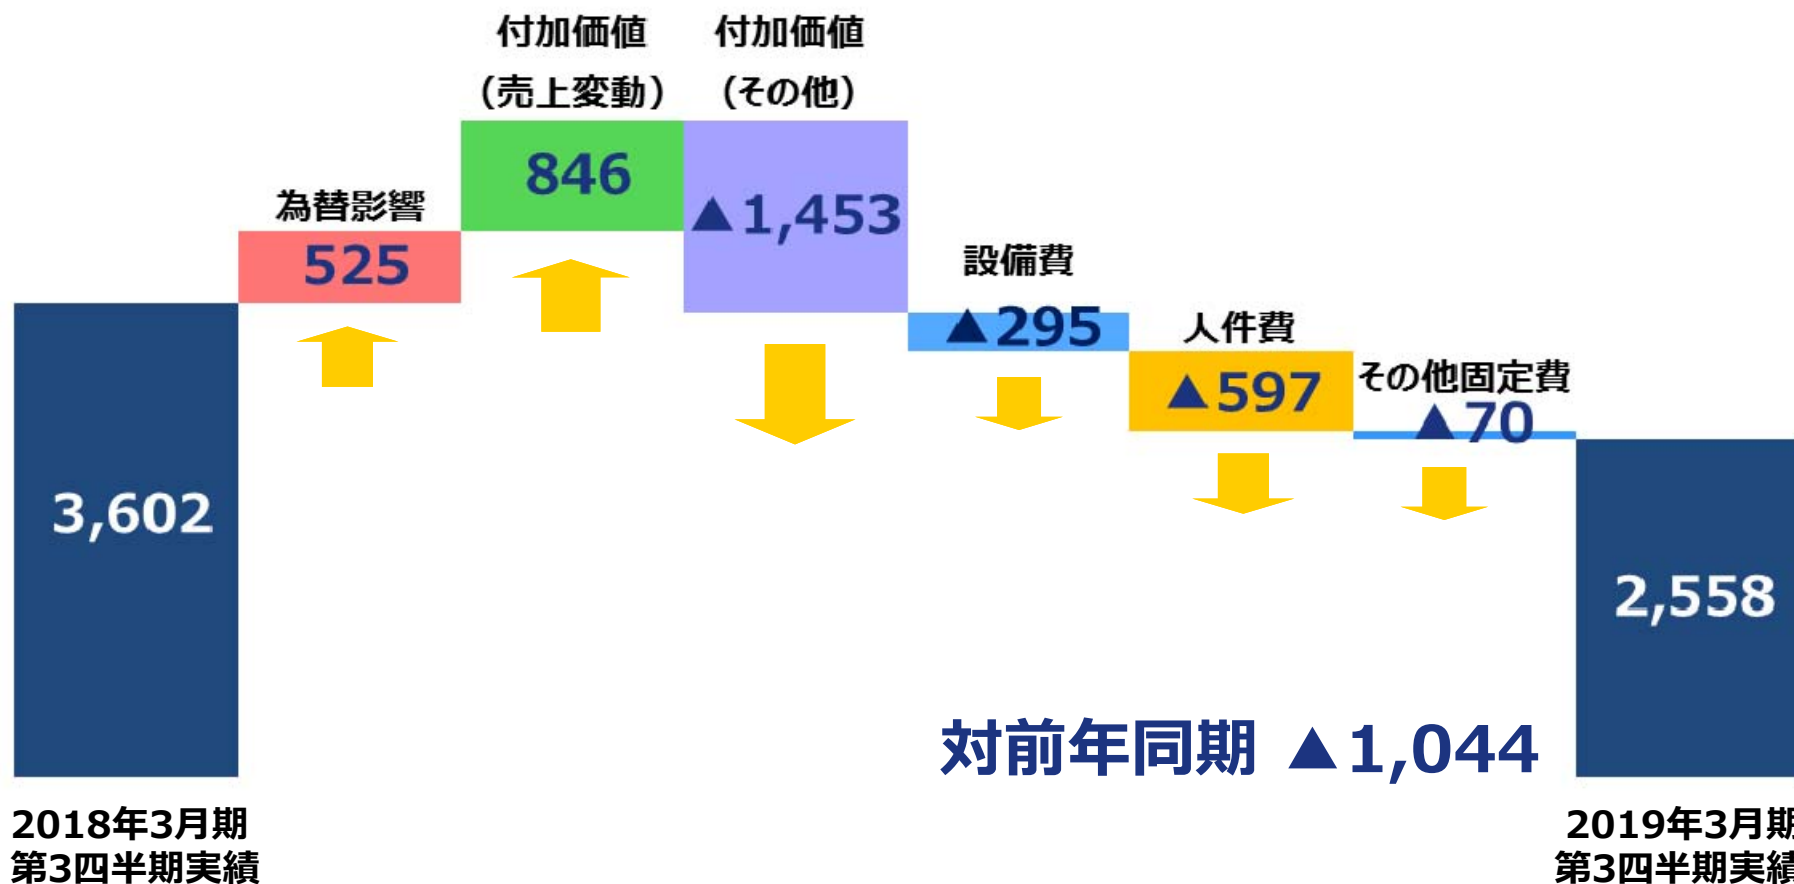 付加価値
（売上変動）
付加価値
（その他）
為替影響
525
846
▲1,453
設備費
▲295
人件費
▲597
その他固定費
▲70
3,602
2,558
対前年同期 ▲1,044
2018年3月期
第3四半期実績
2019年3月期
第3四半期実績